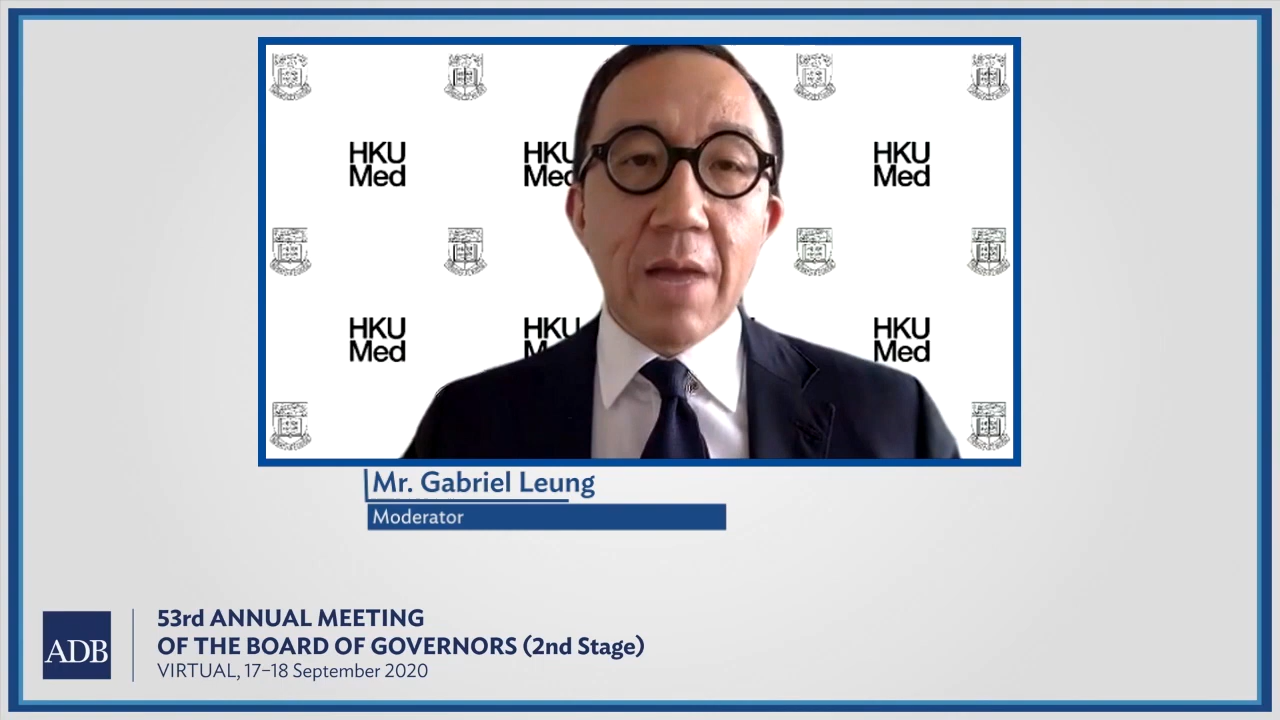 HKU HKU HKU
Med Med Med
HKU HKU HKU
Med M Med
Mr. Gabriel Leung
Moderator
ADB
53rd ANNUAL MEETING
OF THE BOARD OF GOVERNORS (2nd Stage)
VIRTUAL, 17–18 September 2020